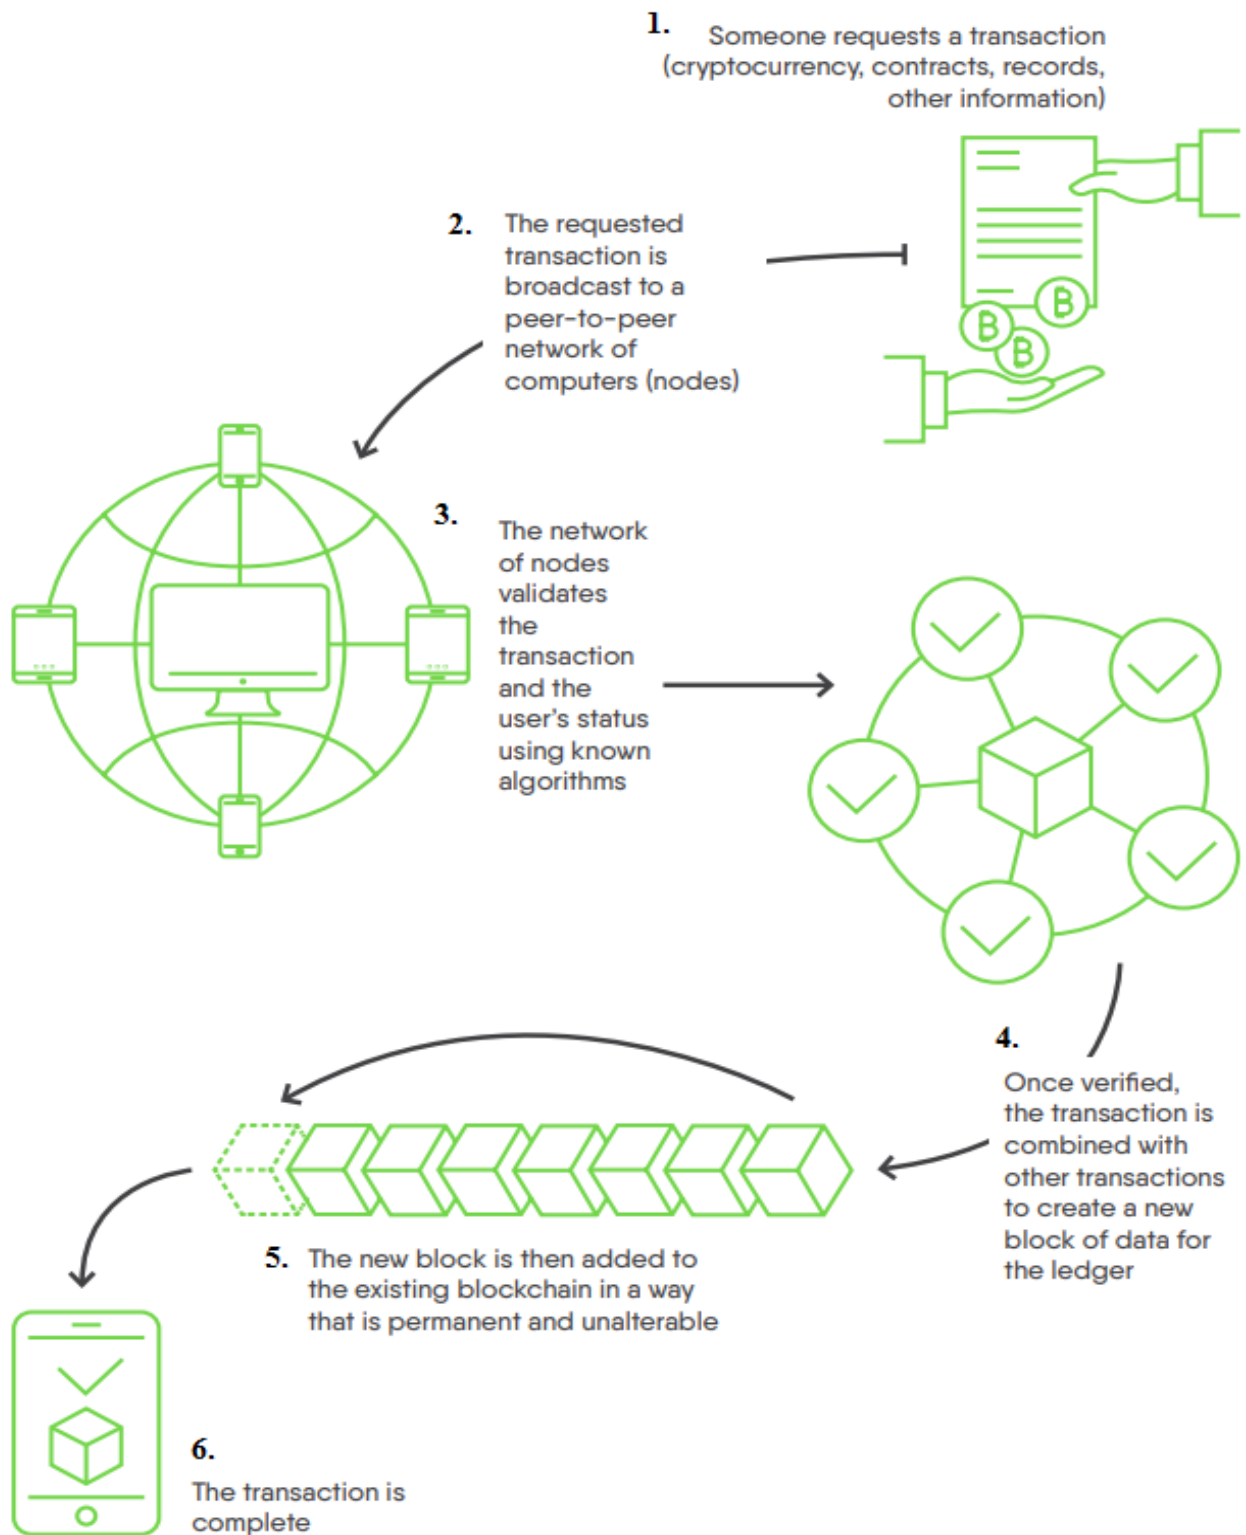 1.
Someone requests a transaction
(cryptocurrency, contracts, records,
other information)
2.
The requested
transaction is
broadcast to a
peer-to-peer
network of
computers (nodes)
3.
The network
of nodes
validates
the
transaction
and the
user's status
using known
algorithms
4.
Once verified,
the transaction is
combined with
other transactions
to create a new
block of data for
the ledger
5. The new block is then added to
the existing blockchain in a way
that is permanent and unalterable
6.
The transaction is
complete